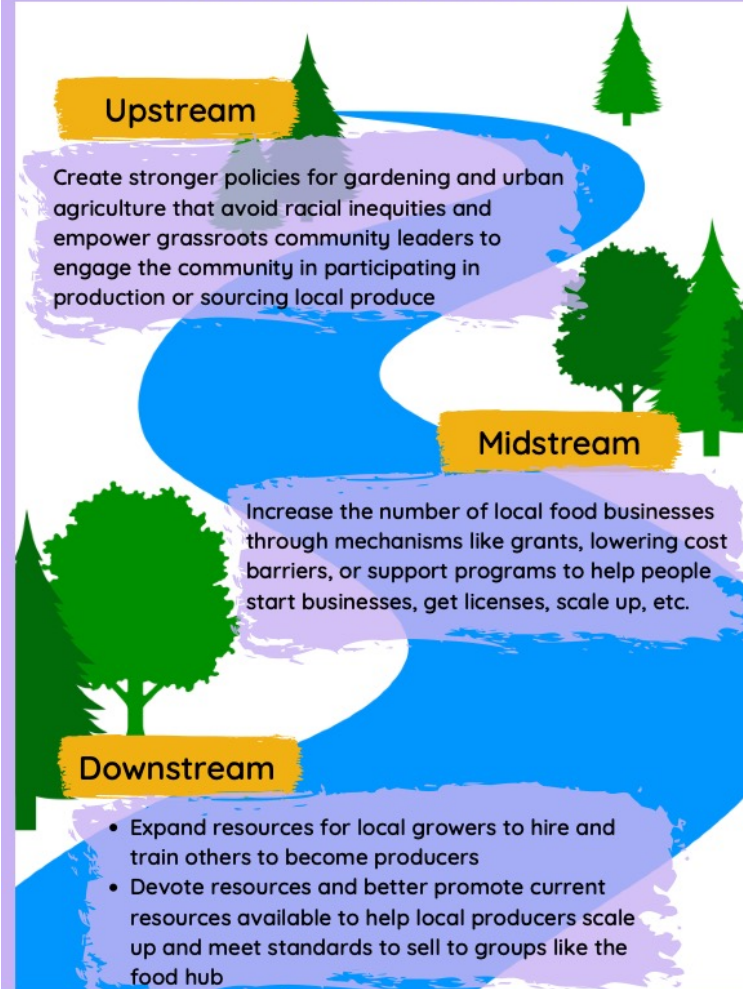 Upstream
Create stronger policies for gardening and urban
agriculture that avoid racial inequities and
empower grassroots community leaders to
engage the community in participating in
production or sourcing local produce
Midstream
Increase the number of local food businesses
through mechanisms like grants, lowering cost
barriers, or support programs to help people
start businesses, get licenses, scale up, etc.
Downstream
• Expand resources for local growers to hire and
train others to become producers
• Devote resources and better promote current
resources available to help local producers scale
up and meet standards to sell to groups like the
food hub